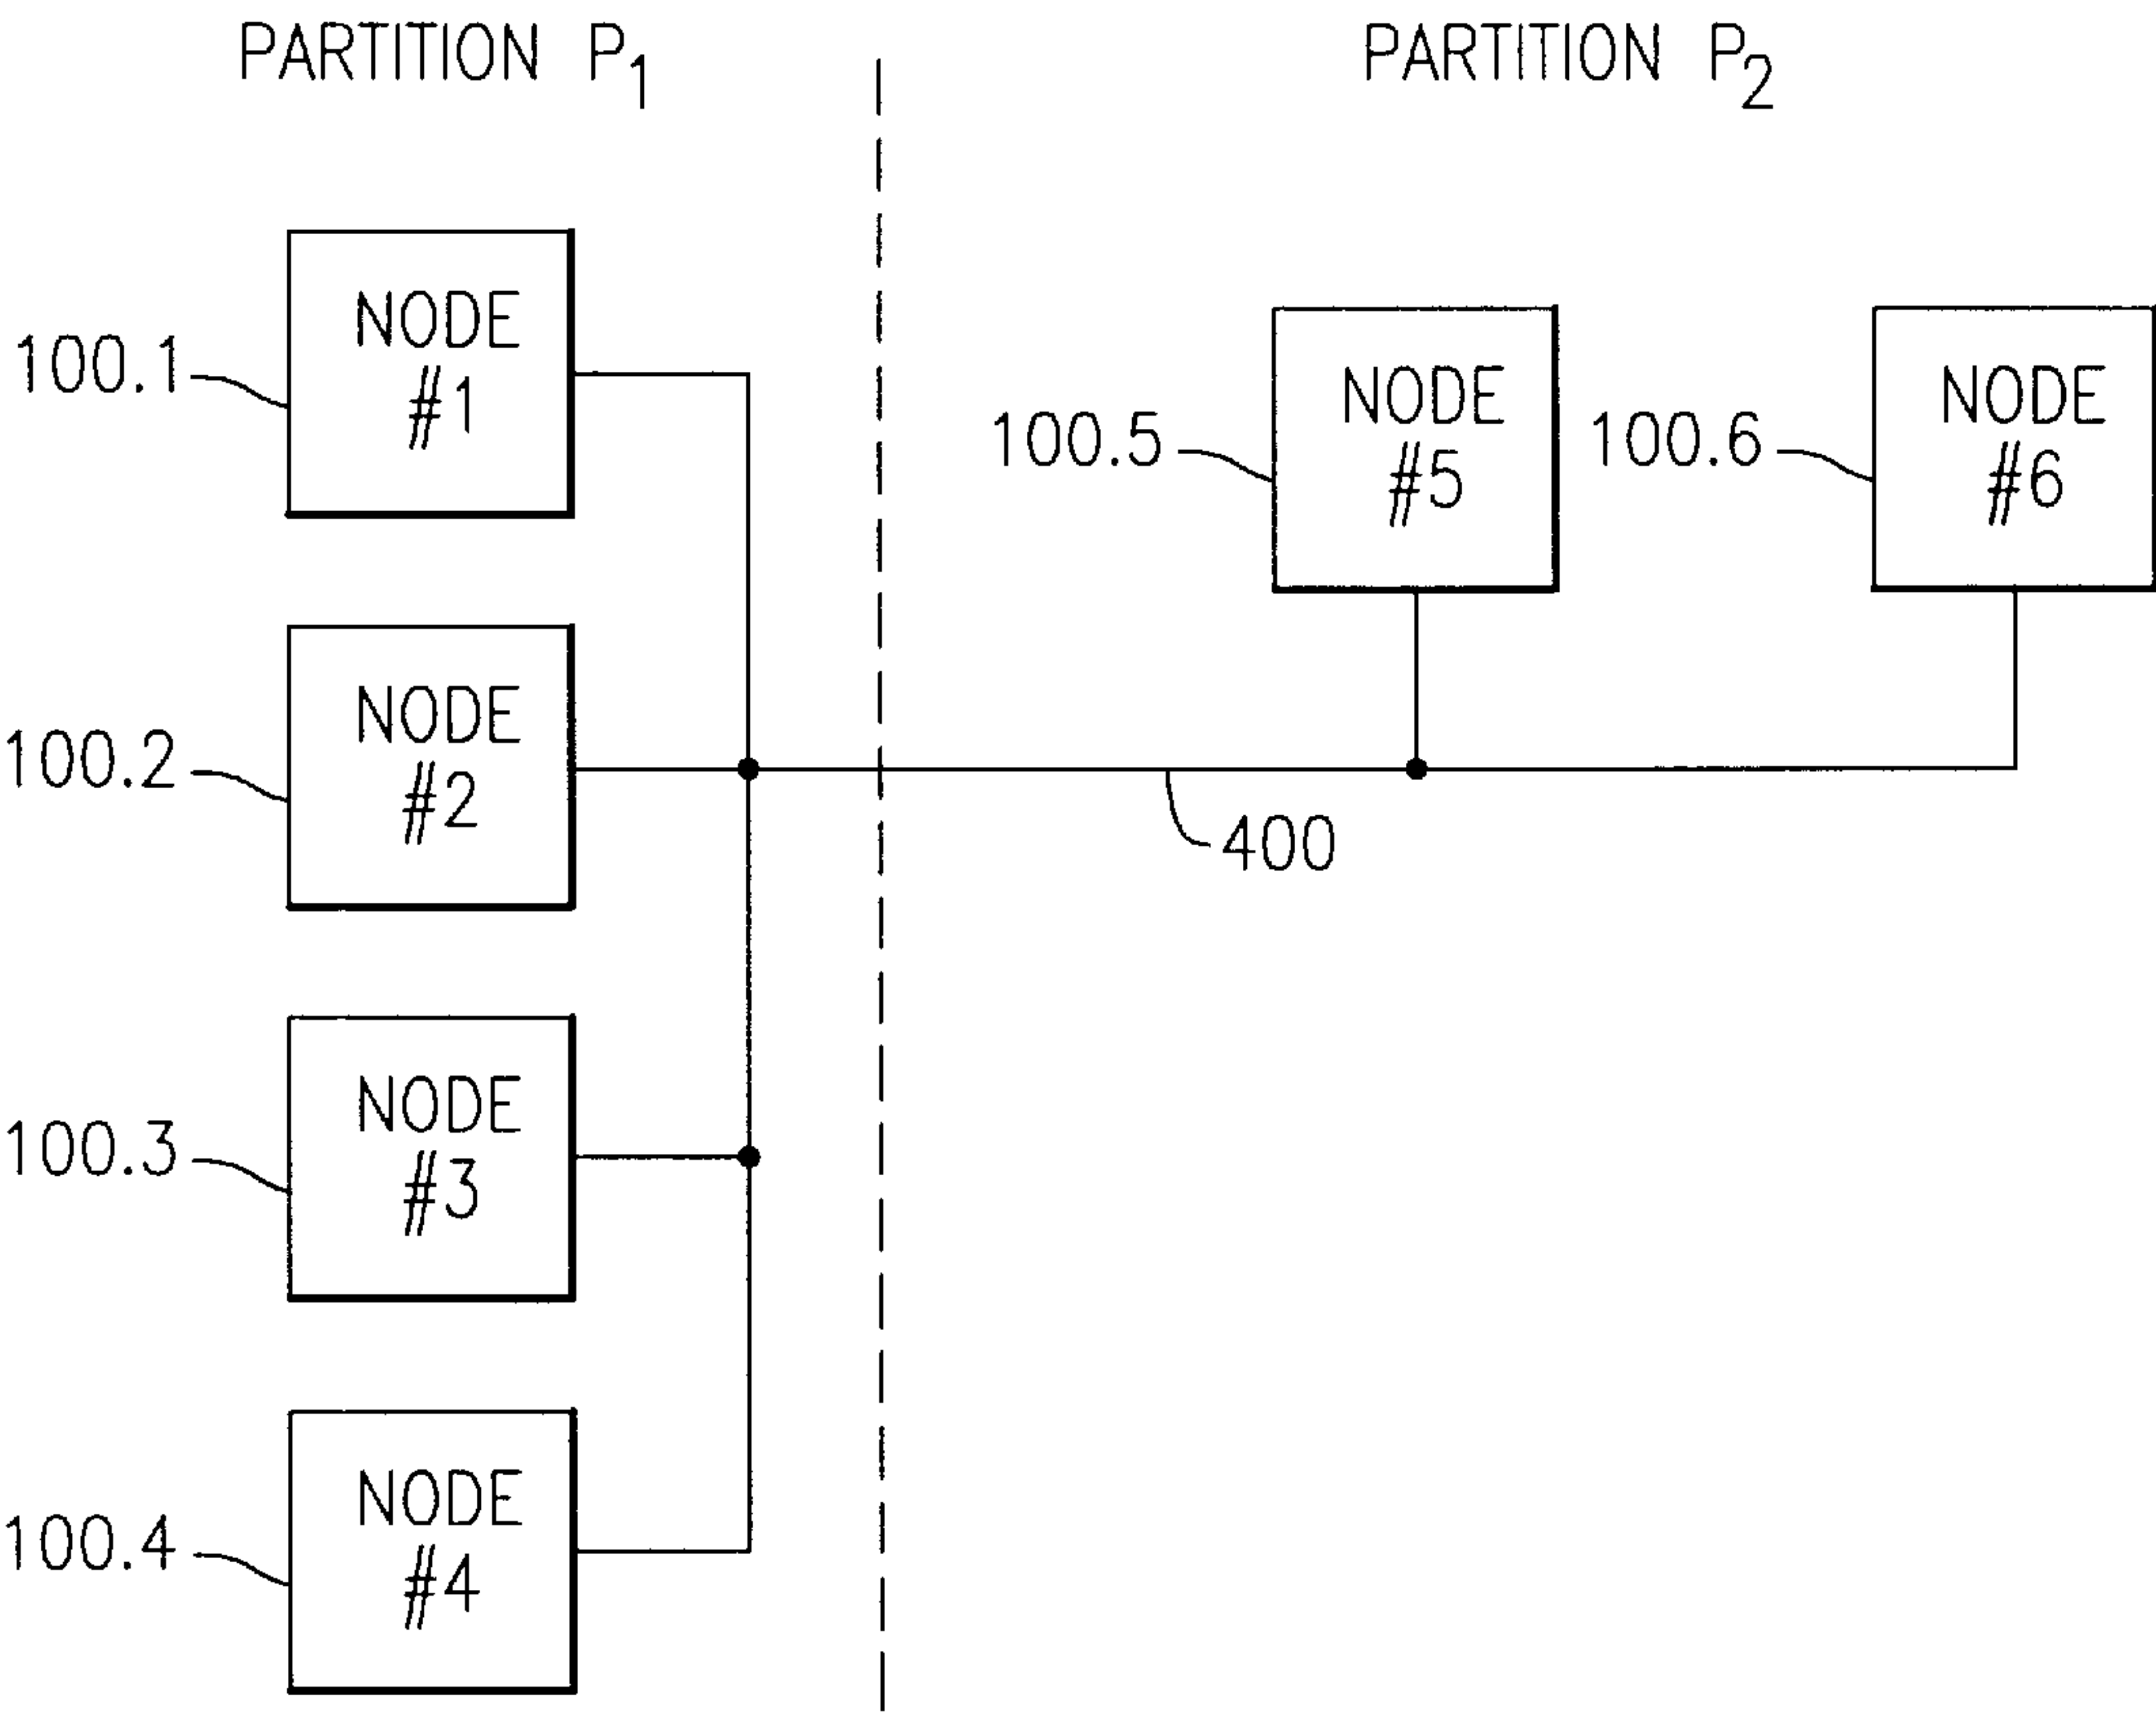 PARTITION P1
PARTITION P2
100.1
NODE
#1
100.2
NODE
#2
100.3
NODE
#3
100.4
NODE
#4
100.5
NODE
#5
100.6
NODE
#6
400